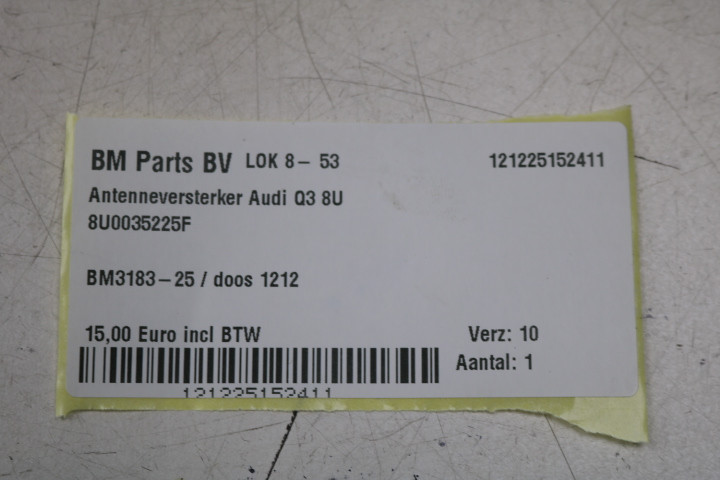 BM Parts BV LOK 8- 53 121225152411
Antenneversterker Audi Q3 8U
8U0035225F
BM3183-25 / doos 1212
15,00 Euro incl BTW Verz: 10
Aantal: 1
121225152411